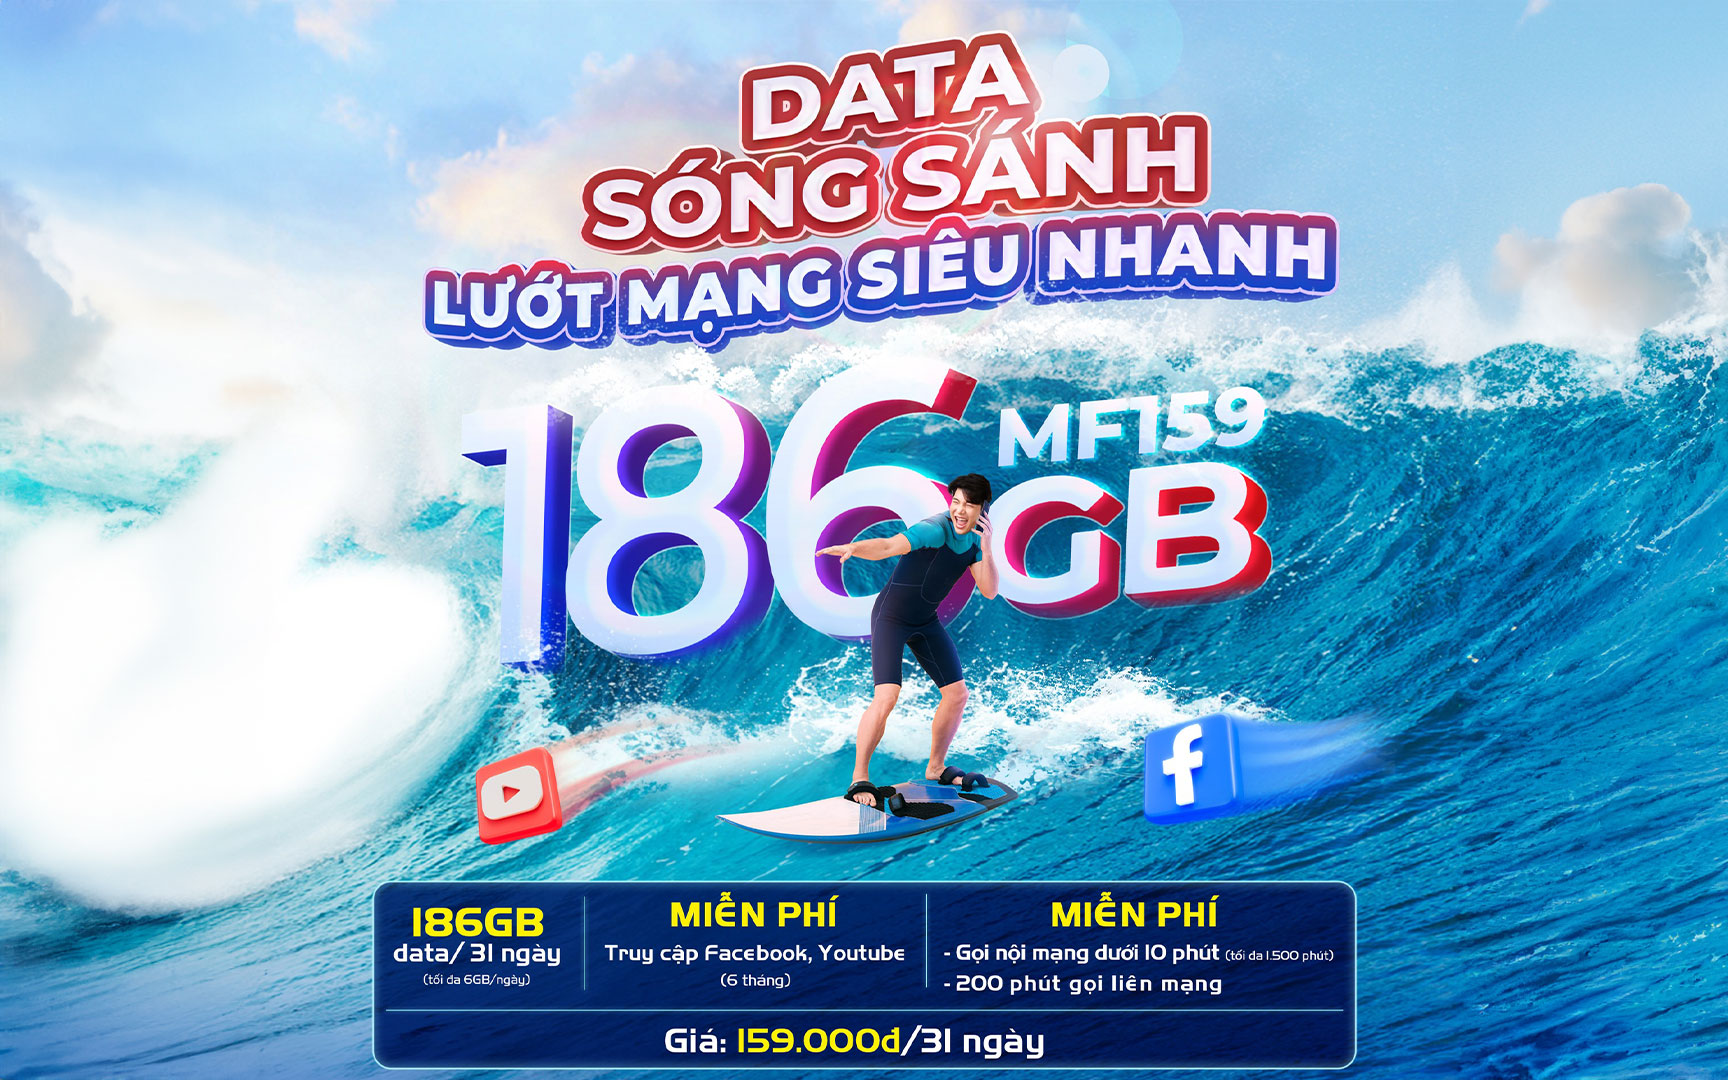 DATA
SÓNG SÁNH
LƯỚT MẠNG SIÊU NHANH
MF159
186GB
186GB
data/ 31 ngày
(tối đa 6GB/ngày)
MIỄN PHÍ
Truy cập Facebook, Youtube
(6 tháng)
MIỄN PHÍ
- Gọi nội mạng dưới 10 phút (tối đa 1.500 phút)
- 200 phút gọi liên mạng
Giá: 159.000đ/31 ngày